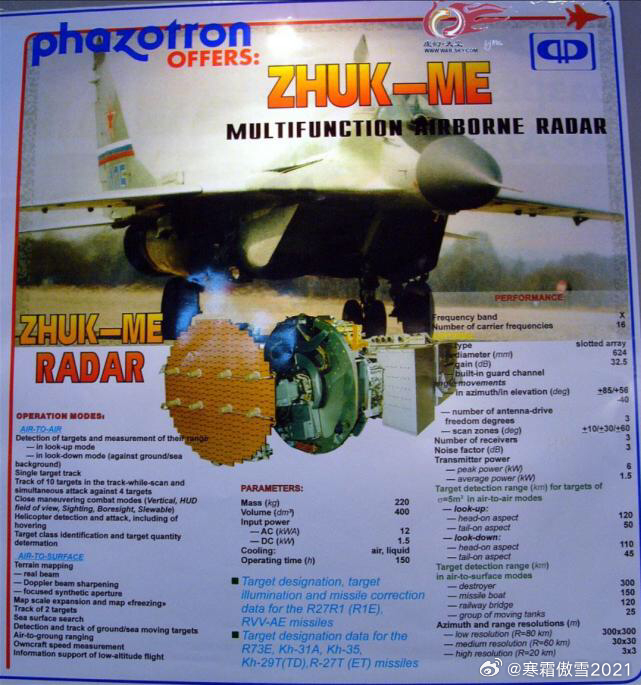 phazotron
OFFERS:
虚幻·天空
WWW.WAR-SKY.COM
ZHUK–ME
MULTIFUNCTION AIRBORNE RADAR
ZHUK–ME
RADAR
OPERATION MODES:
AIR-TO-AIR
Detection of targets and measurement of their range
— in look-up mode
— in look-down mode (against ground/sea
background)
Single target track
Track of 10 targets in the track-while-scan and
simultaneous attack against 4 targets
Close maneuvering combat modes (Vertical, HUD
field of view, Sighting, Boresight, Slewable)
Helicopter detection and attack, including of
hovering
Target class identification and target quantity
determation
AIR-TO-SURFACE
Terrain mapping
— real beam
— Doppler beam sharpening
— focused synthetic aperture
Map scale expansion and map «freezing»
Track of 2 targets
Sea surface search
Detection and track of ground/sea moving targets
Air-to-groung ranging
Owncraft speed measurement
Information support of low-altitude flight
PARAMETERS:
Mass (kg) 220
Volume (dm³) 400
Input power
— AC (kWA) 12
— DC (kW) 1.5
Cooling: air, liquid
Operating time (h) 150
Target designation, target
illumination and missile correction
data for the R27R1 (R1E),
RVV-AE missiles
Target designation data for the
R73E, Kh-31A, Kh-35,
Kh-29T(TD),R-27T (ET) missiles
PERFORMANCE
Frequency band X
Number of carrier frequencies 16
type slotted array
diameter (mm) 624
gain (dB) 32.5
built-in guard channel
angle movements
— in azimuth/in elevation (deg) ±85/+56
-40
— number of antenna-drive
freedom degrees 3
— scan zones (deg) ±10/±30/±60
Number of receivers 3
Noise factor (dB) 3
Transmitter power
— peak power (kW) 6
— average power (kW) 1.5
Target detection range (km) for targets of
σ=5m² in air-to-air modes
— look-up:
— head-on aspect 120
— tail-on aspect 50
— look-down:
— head-on aspect 110
— tail-on aspect 45
Target detection range (km)
in air-to-surface modes
— destroyer 300
— missile boat 150
— railway bridge 120
— group of moving tanks 25
Azimuth and range resolutions (m)
— low resolution (R=80 km) 300x300
— medium resolution (R=60 km) 30x30
— high resolution (R=20 km) 3x3
@寒霜傲雪2021